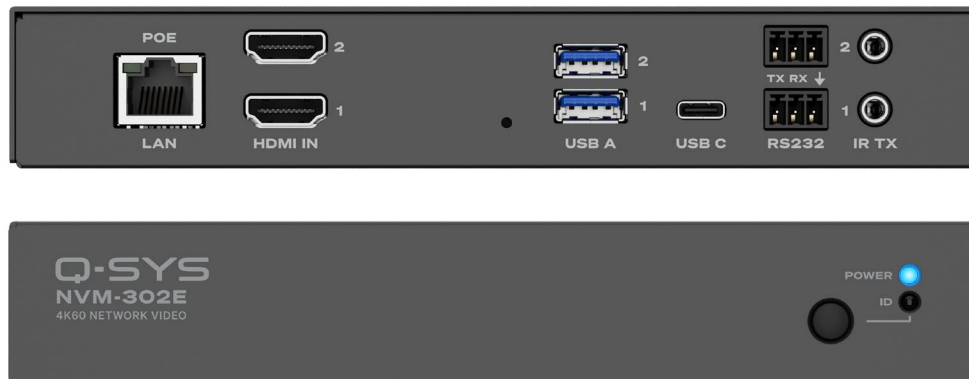 POE
LAN
2
1
HDMI IN
2
1
USB A
USB C
TX RX
RS232
2
1
IR TX
Q-SYS
NVM-302E
4K60 NETWORK VIDEO
POWER
ID